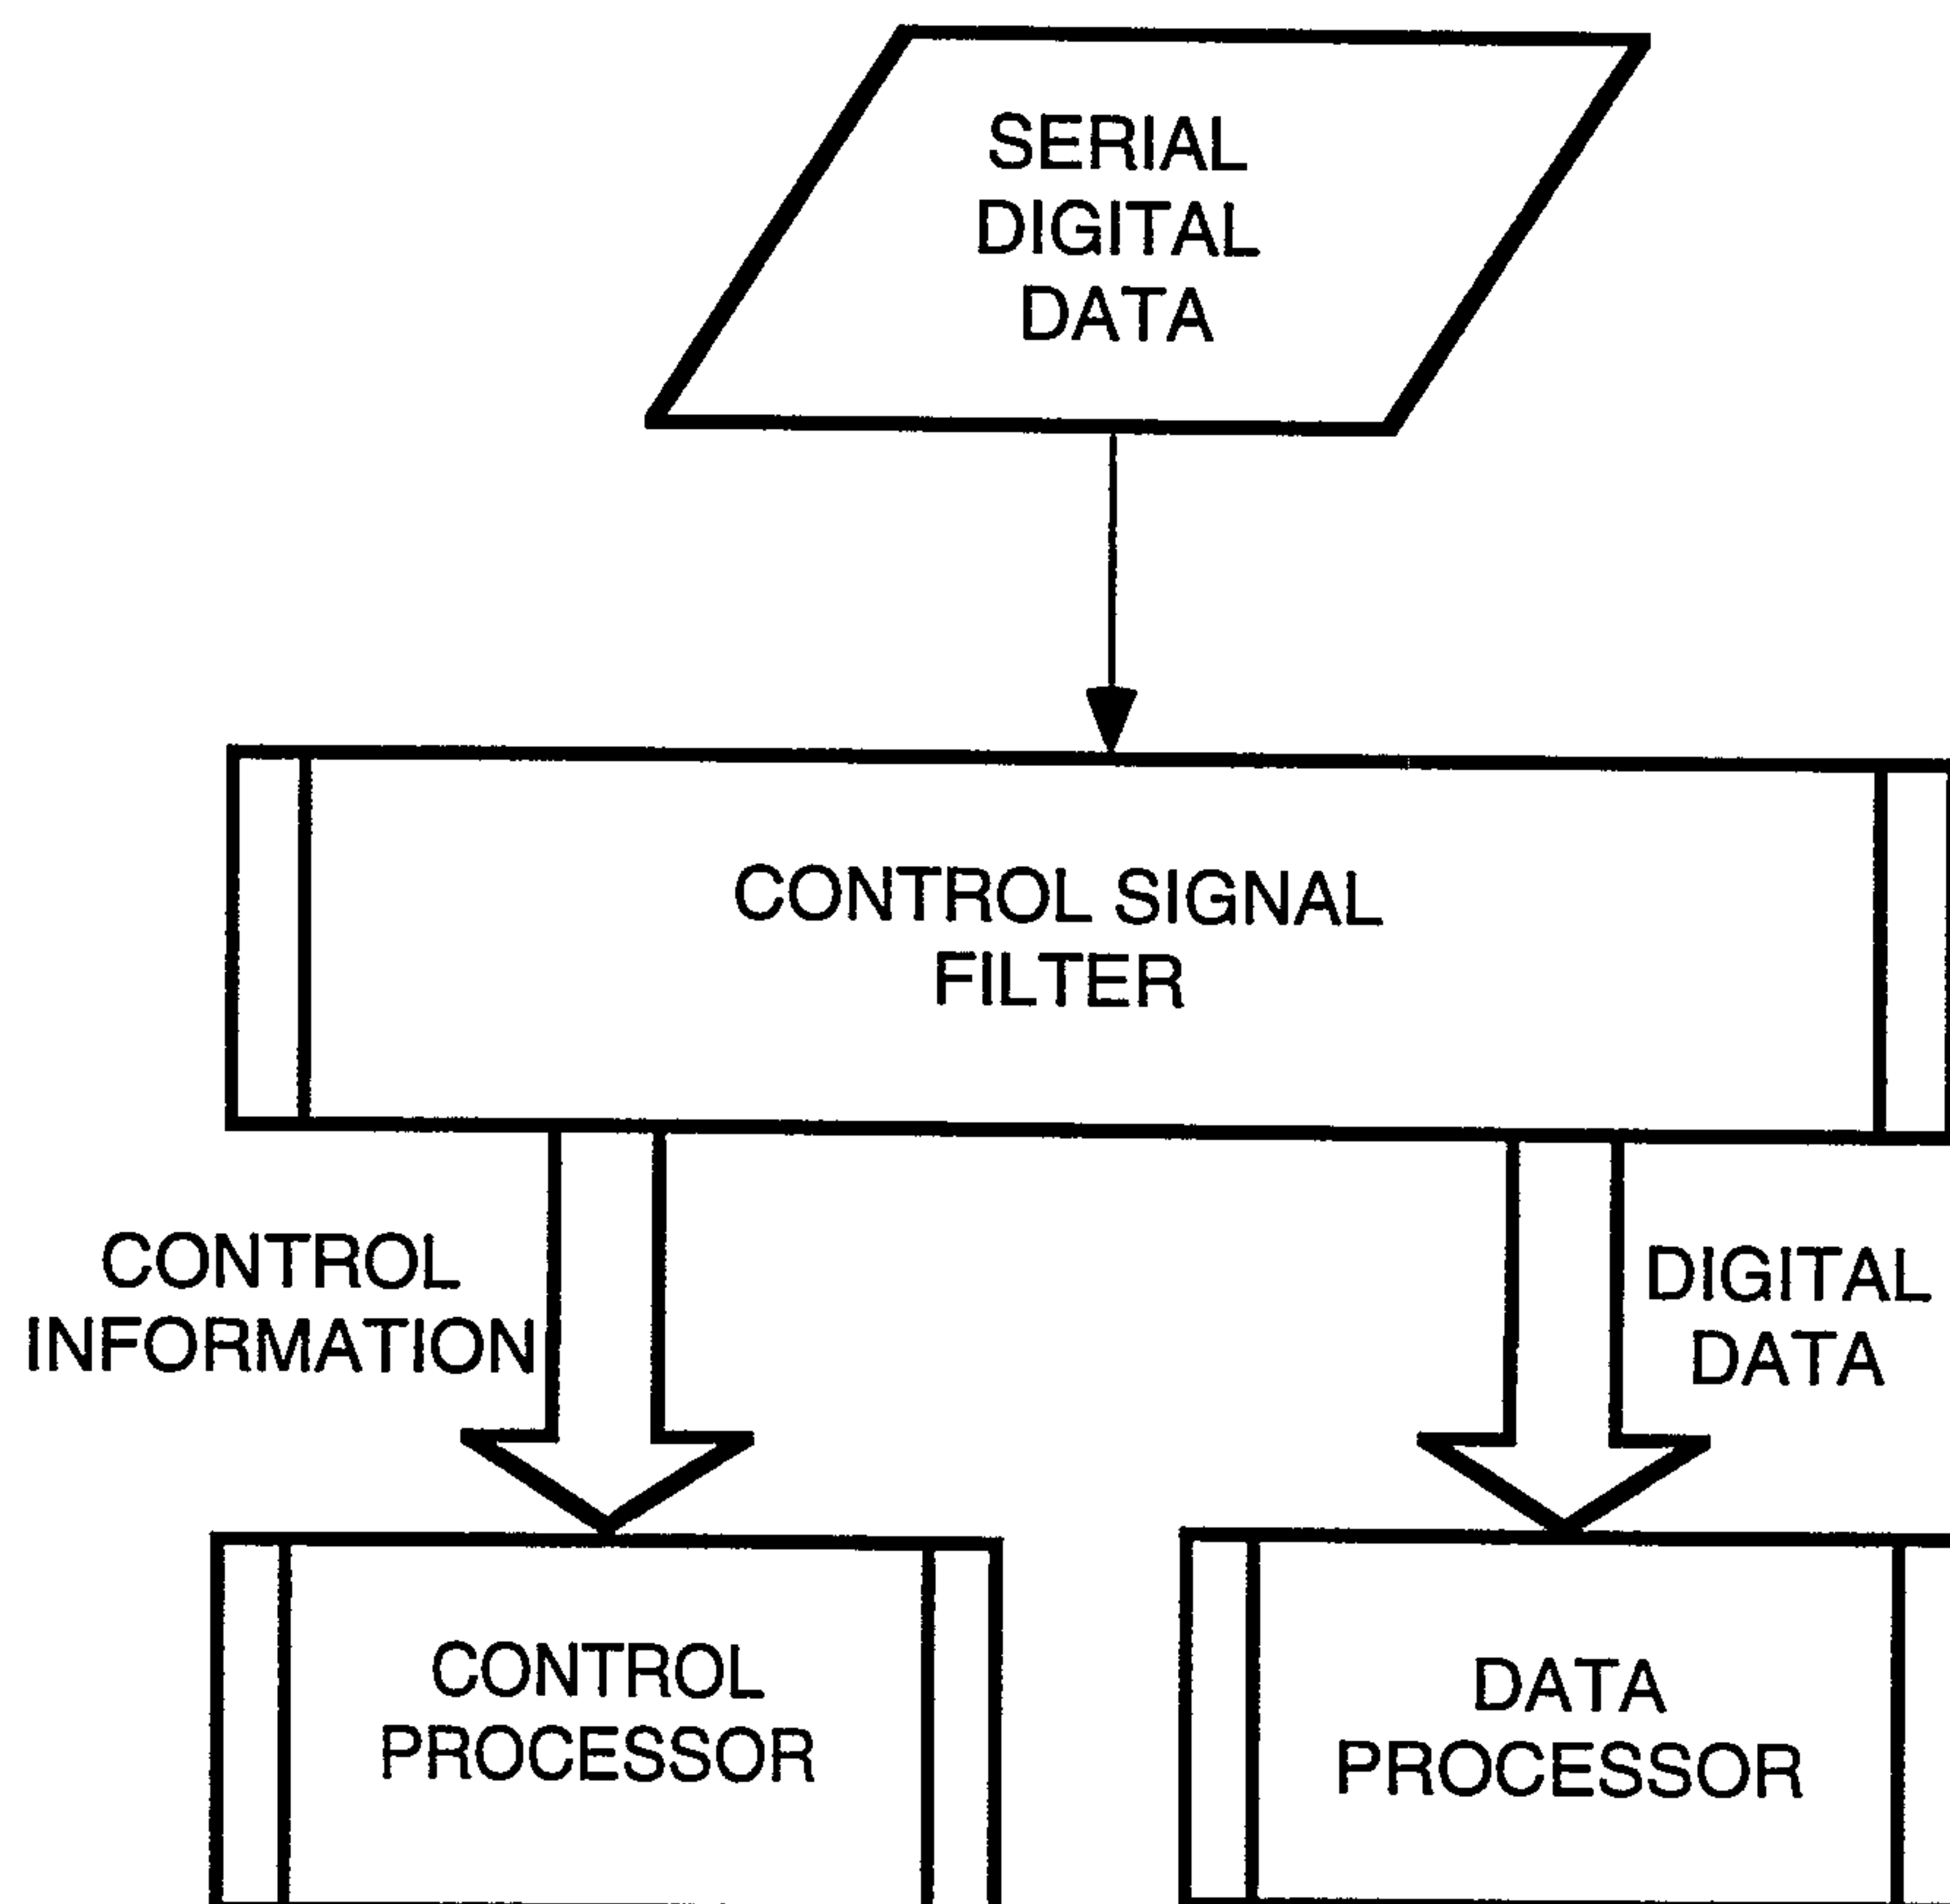 SERIAL
DIGITAL
DATA
CONTROL SIGNAL
FILTER
CONTROL
INFORMATION
DIGITAL
DATA
CONTROL
PROCESSOR
DATA
PROCESSOR